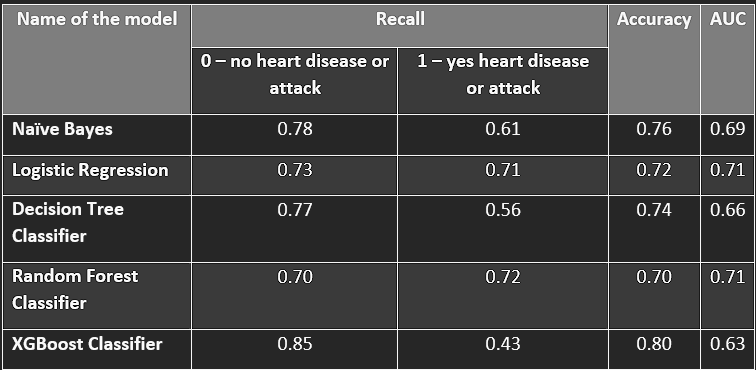 Name of the model Recall Accuracy AUC
0 – no heart disease or attack 1 – yes heart disease or attack
Naïve Bayes 0.78 0.61 0.76 0.69
Logistic Regression 0.73 0.71 0.72 0.71
Decision Tree Classifier 0.77 0.56 0.74 0.66
Random Forest Classifier 0.70 0.72 0.70 0.71
XGBoost Classifier 0.85 0.43 0.80 0.63